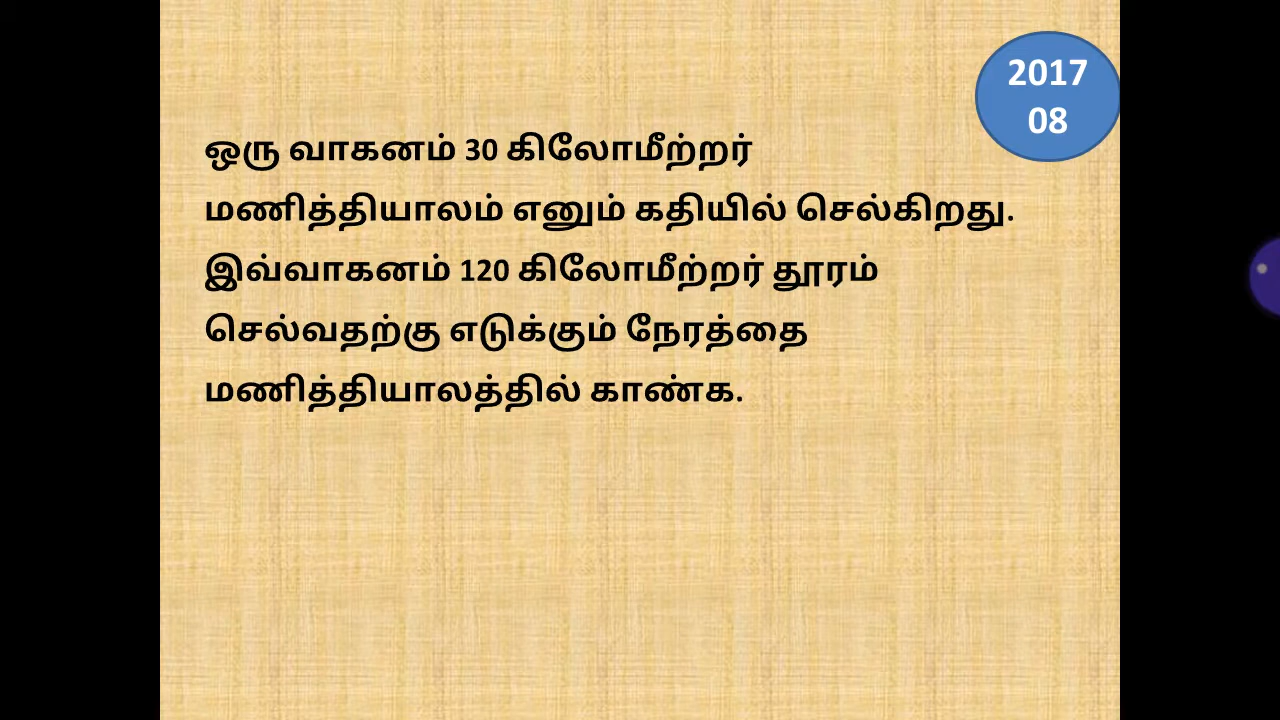 2017
08
ஒரு வாகனம் 30 கிலோமீற்றர்
மணித்தியாலம் எனும் கதியில் செல்கிறது.
இவ்வாகனம் 120 கிலோமீற்றர் தூரம்
செல்வதற்கு எடுக்கும் நேரத்தை
மணித்தியாலத்தில் காண்க.